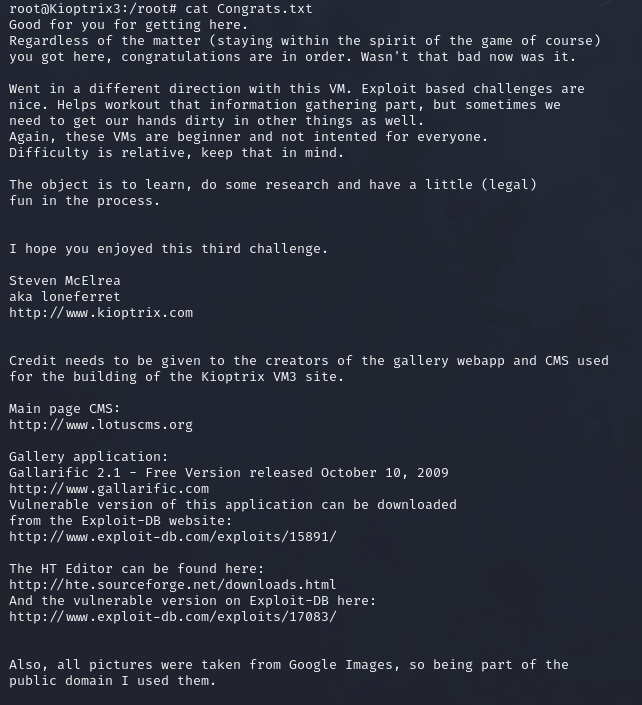 root@Kioptrix3:/root# cat Congrats.txt
Good for you for getting here.
Regardless of the matter (staying within the spirit of the game of course)
you got here, congratulations are in order. Wasn't that bad now was it.
Went in a different direction with this VM. Exploit based challenges are
nice. Helps workout that information gathering part, but sometimes we
need to get our hands dirty in other things as well.
Again, these VMs are beginner and not intented for everyone.
Difficulty is relative, keep that in mind.
The object is to learn, do some research and have a little (legal)
fun in the process.
I hope you enjoyed this third challenge.
Steven McElrea
aka loneferret
http://www.kioptrix.com
Credit needs to be given to the creators of the gallery webapp and CMS used
for the building of the Kioptrix VM3 site.
Main page CMS:
http://www.lotuscms.org
Gallery application:
Gallarific 2.1 - Free Version released October 10, 2009
http://www.gallarific.com
Vulnerable version of this application can be downloaded
from the Exploit-DB website:
http://www.exploit-db.com/exploits/15891/
The HT Editor can be found here:
http://hte.sourceforge.net/downloads.html
And the vulnerable version on Exploit-DB here:
http://www.exploit-db.com/exploits/17083/
Also, all pictures were taken from Google Images, so being part of the
public domain I used them.